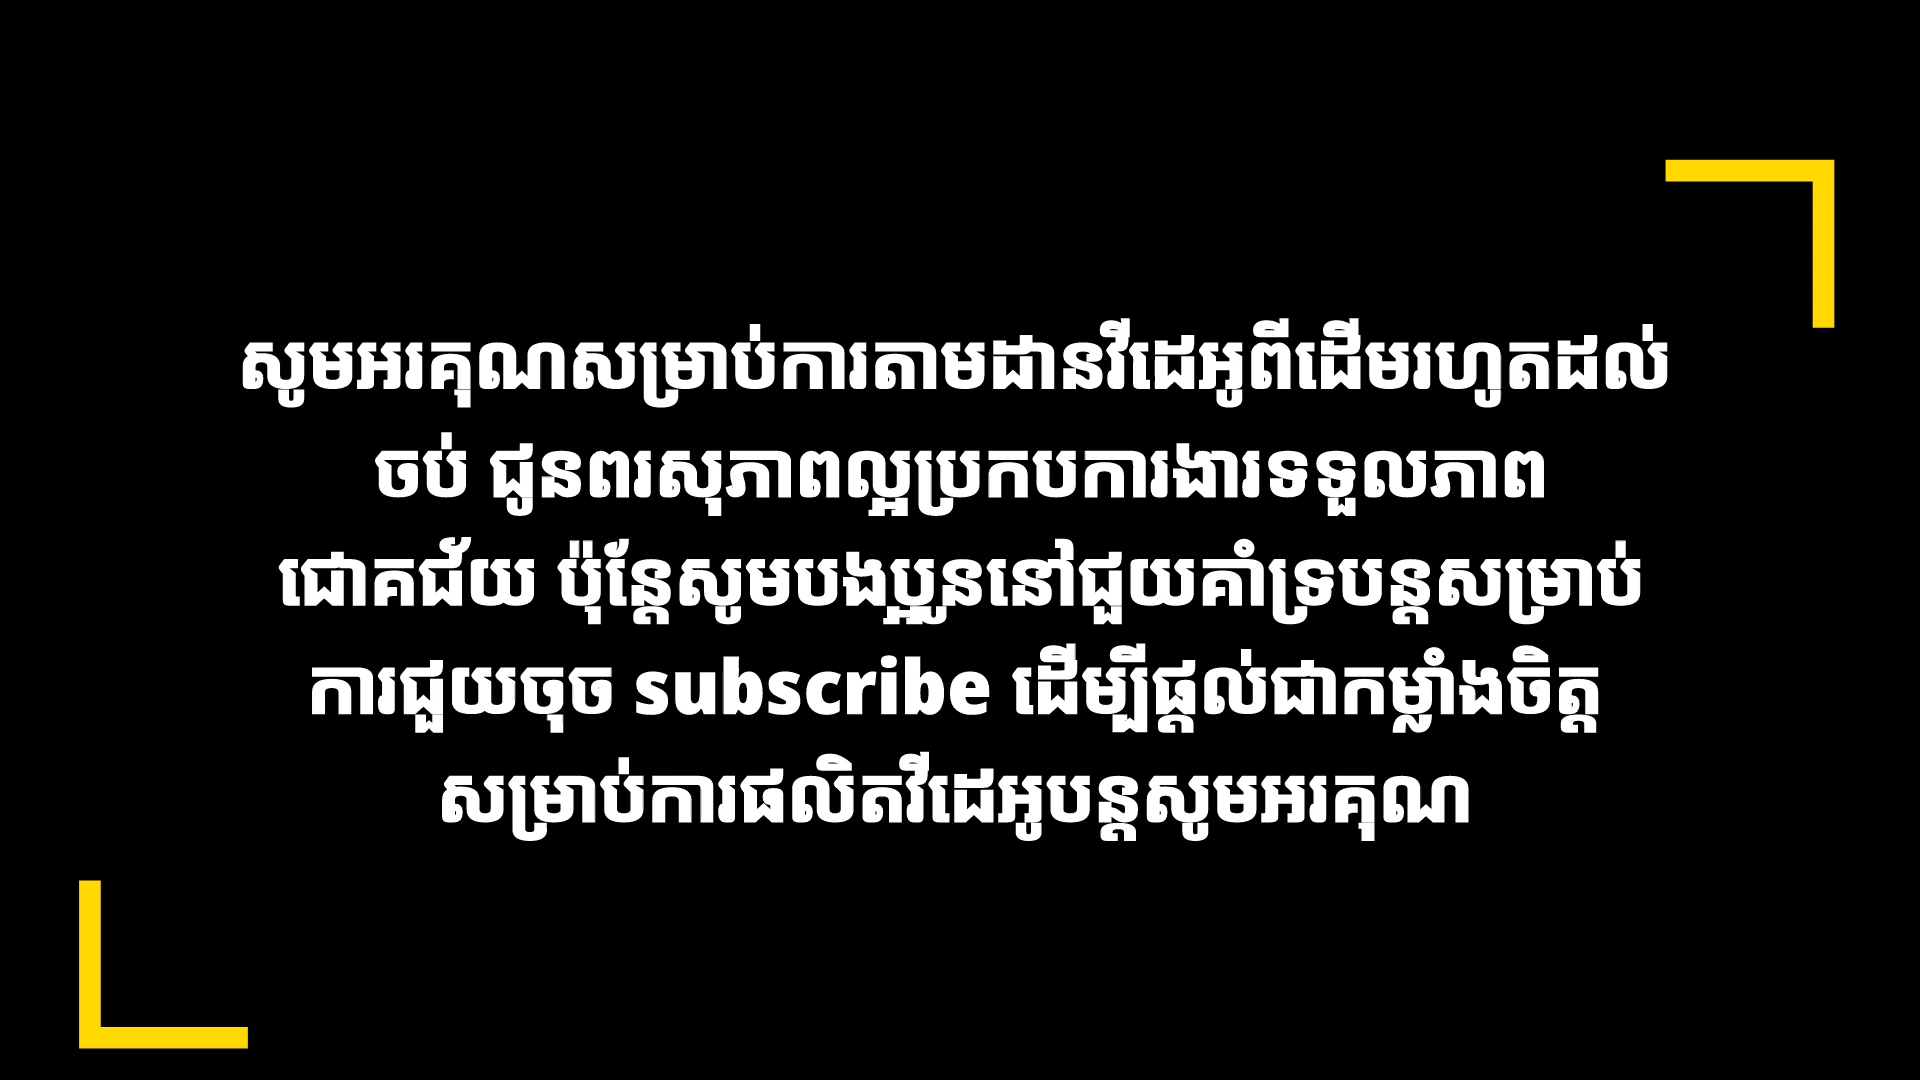 សូមអរគុណសម្រាប់ការតាមដានវីដេអូពីដើមរហូតដល់
ចប់ ជូនពរសុភាពល្អប្រកបការងារទទួលភាព
ជោគជ័យ ប៉ុន្តែសូមបងប្អូននៅជួយគាំទ្របន្តសម្រាប់
ការជួយចុច subscribe ដើម្បីផ្តល់ជាកម្លាំងចិត្ត
សម្រាប់ការផលិតវីដេអូបន្តសូមអរគុណ